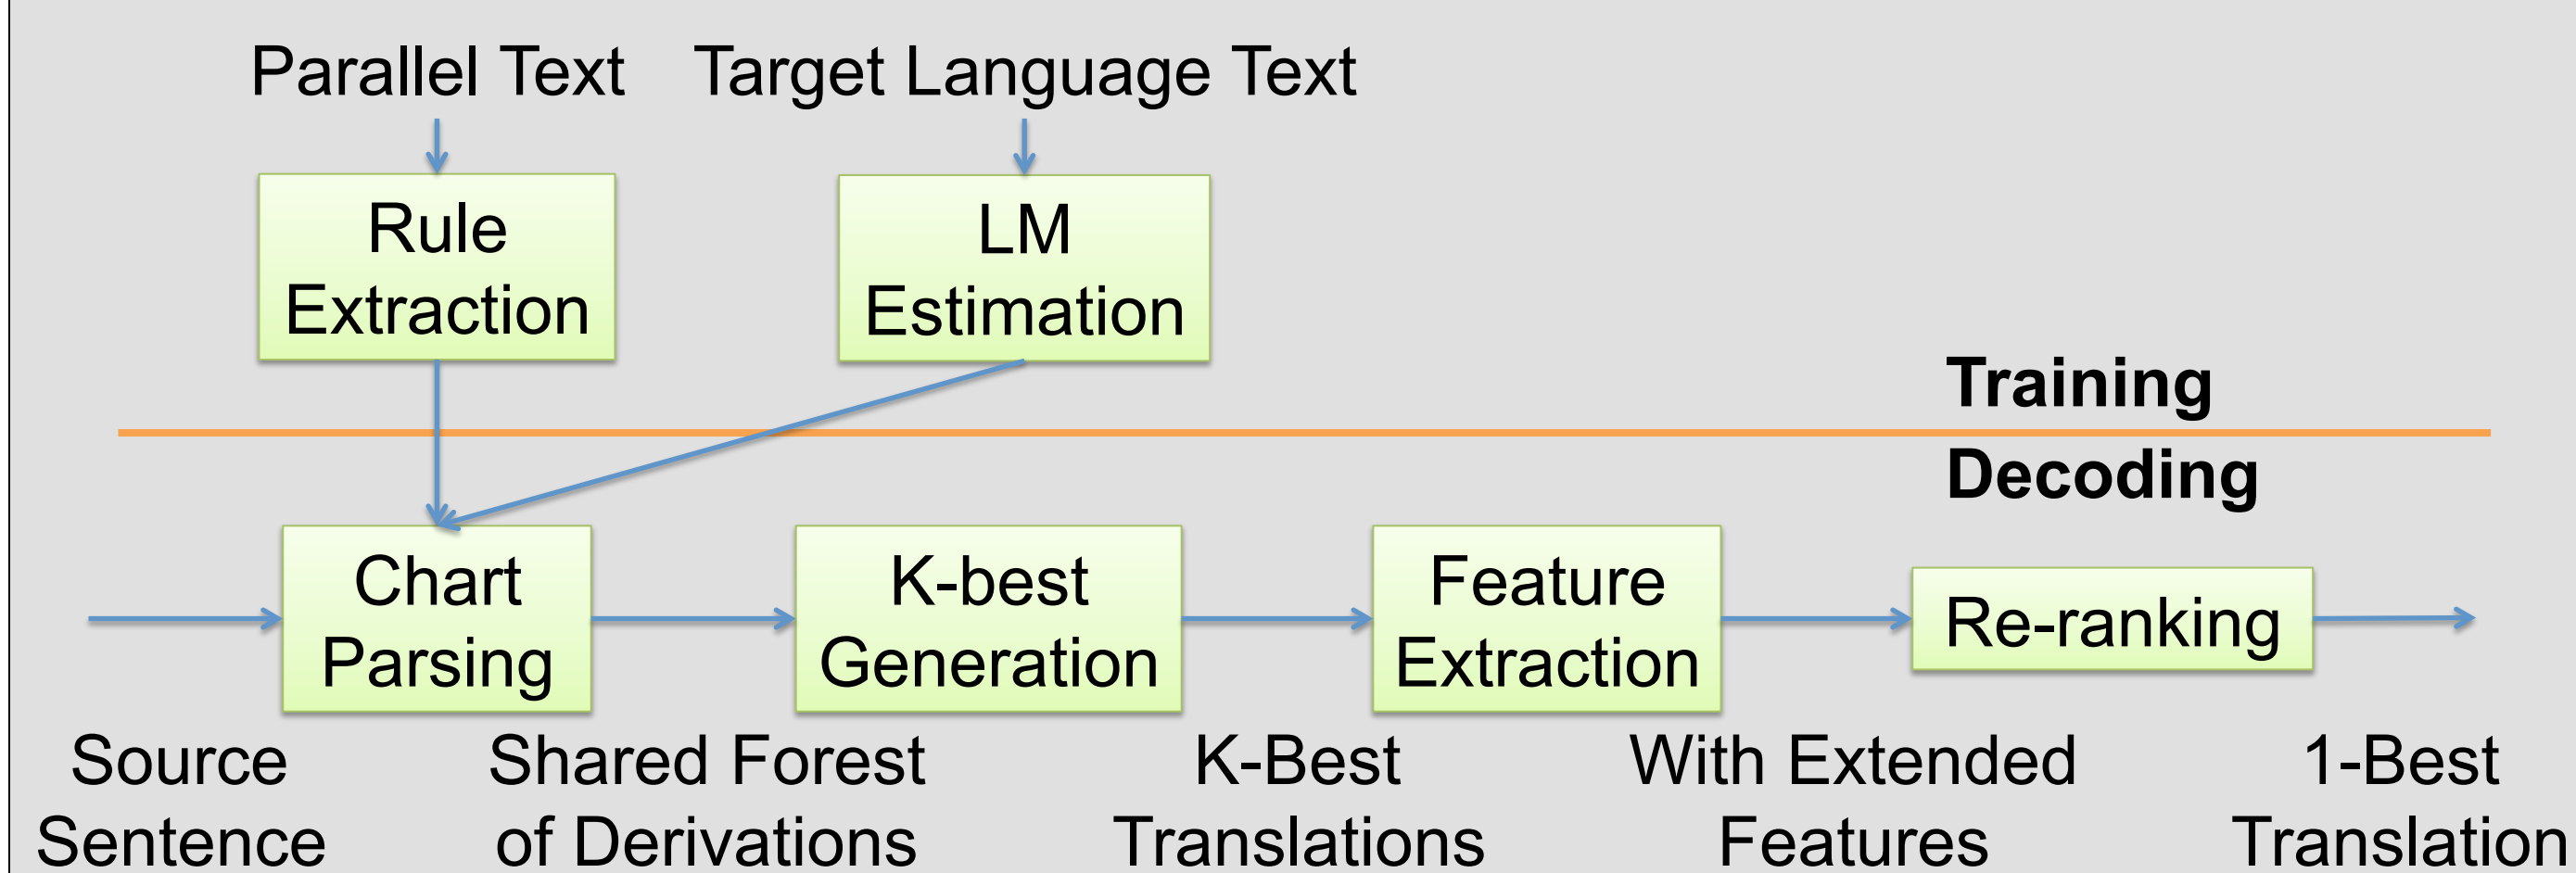 Parallel Text
Target Language Text
Rule
Extraction
LM
Estimation
Training
Decoding
Chart
Parsing
K-best
Generation
Feature
Extraction
Re-ranking
Source
Sentence
Shared Forest
of Derivations
K-Best
Translations
With Extended
Features
1-Best
Translation